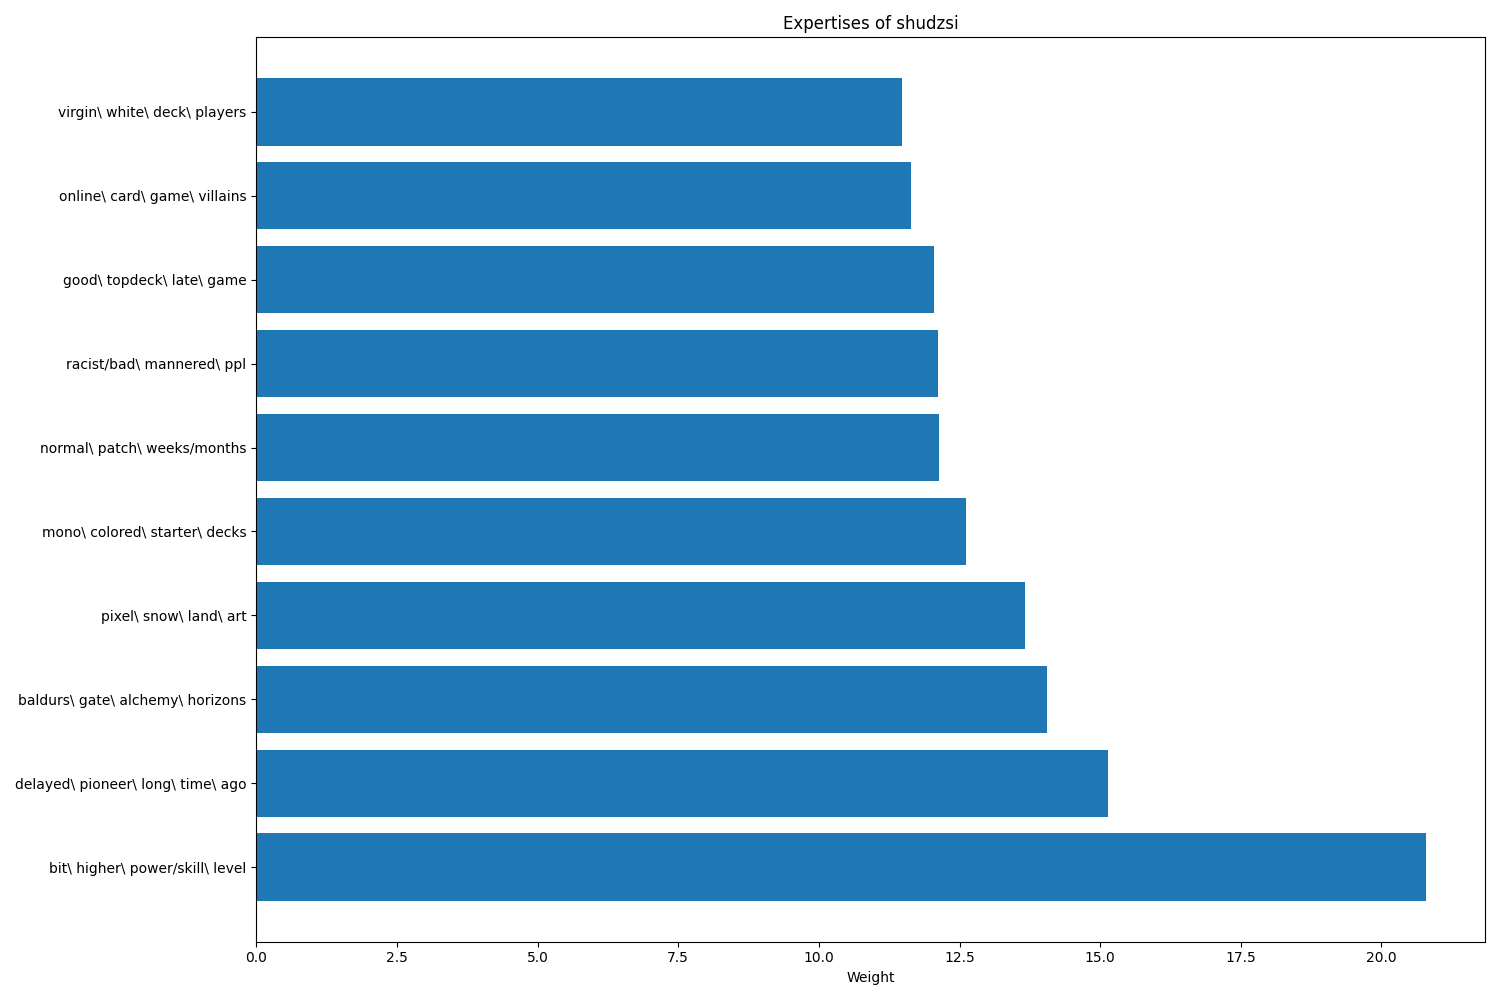 Expertises of shudzsi
virgin\ white\ deck\ players
online\ card\ game\ villains
good\ topdeck\ late\ game
racist/bad\ mannered\ ppl
normal\ patch\ weeks/months
mono\ colored\ starter\ decks
pixel\ snow\ land\ art
baldurs\ gate\ alchemy\ horizons
delayed\ pioneer\ long\ time\ ago
bit\ higher\ power/skill\ level
0.0 2.5 5.0 7.5 10.0 12.5 15.0 17.5 20.0
Weight